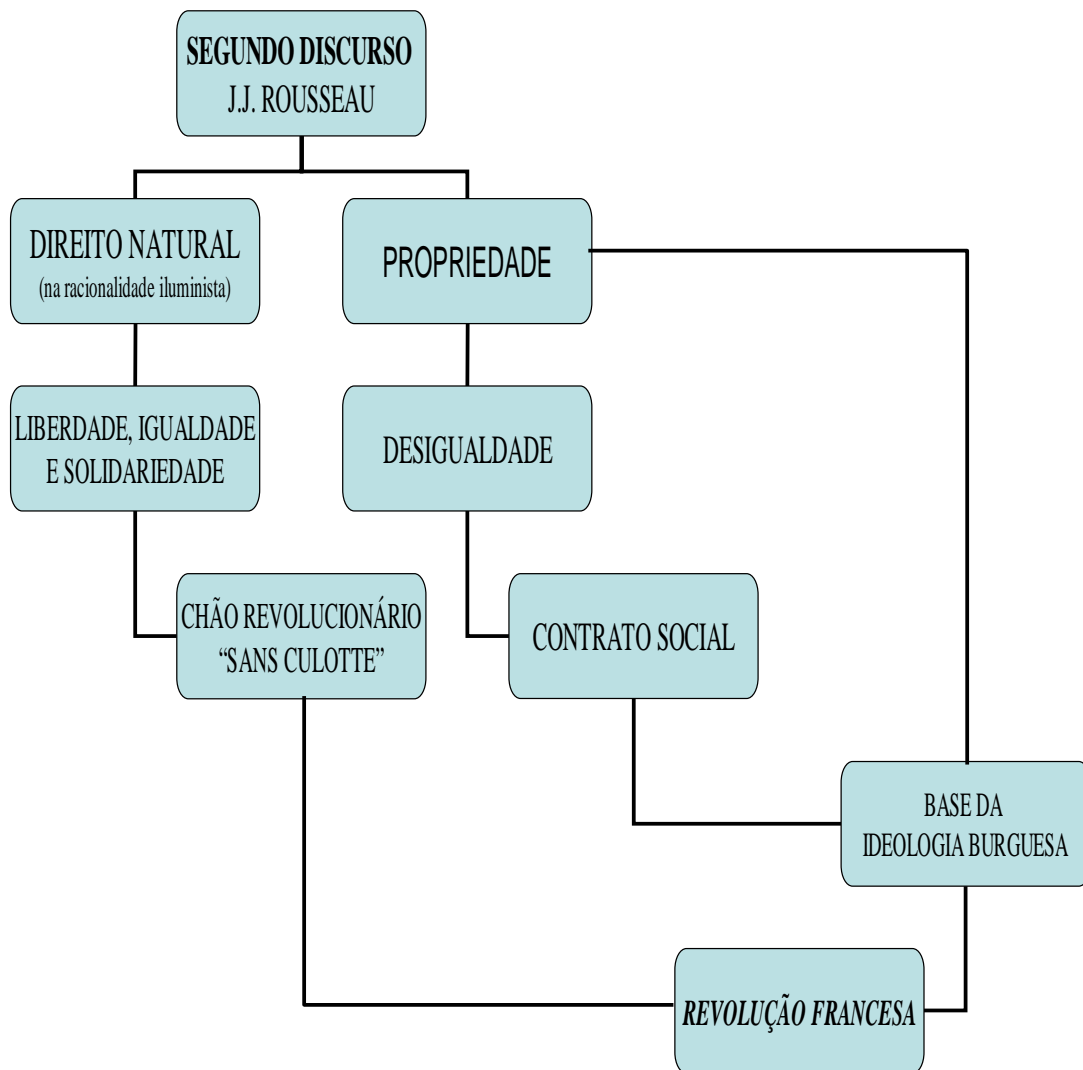 SEGUNDO DISCURSO
J.J. ROUSSEAU
DIREITO NATURAL
(na racionalidade iluminista)
PROPRIEDADE
LIBERDADE, IGUALDADE
E SOLIDARIEDADE
DESIGUALDADE
CHÃO REVOLUCIONÁRIO
“SANS CULOTTE”
CONTRATO SOCIAL
BASE DA
IDEOLOGIA BURGUESA
REVOLUÇÃO FRANCESA